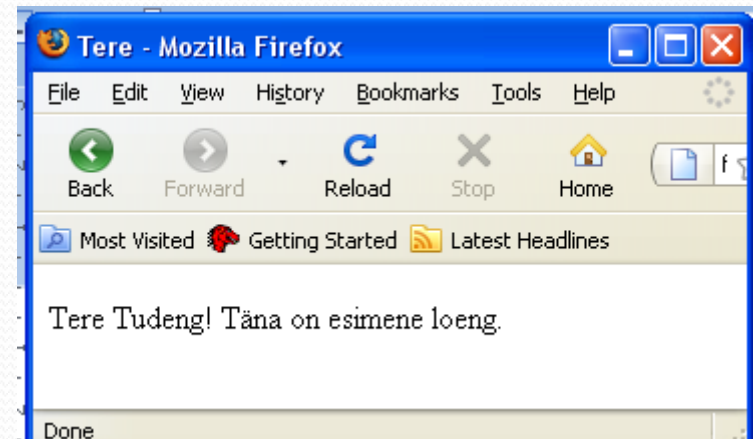 Tere - Mozilla Firefox
File Edit View History Bookmarks Tools Help
Back Forward Reload Stop Home f
Most Visited Getting Started Latest Headlines
Tere Tudeng! Täna on esimene loeng.
Done